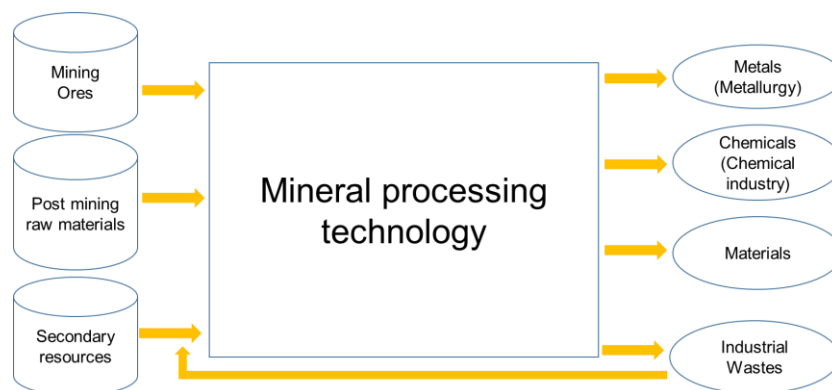 Mining
Ores
Post mining
raw materials
Secondary
resources
Mineral processing
technology
Metals
(Metallurgy)
Chemicals
(Chemical
industry)
Materials
Industrial
Wastes